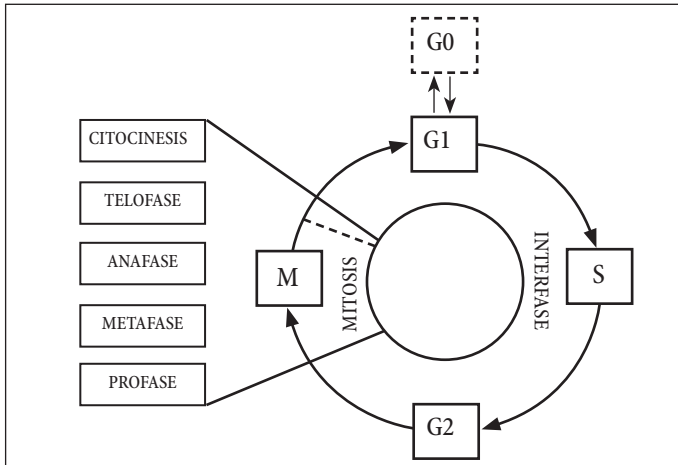 G0
G1
CITOCINESIS
TELOFASE
ANAFASE
METAFASE
PROFASE
M
MITOSIS
INTERFASE
S
G2